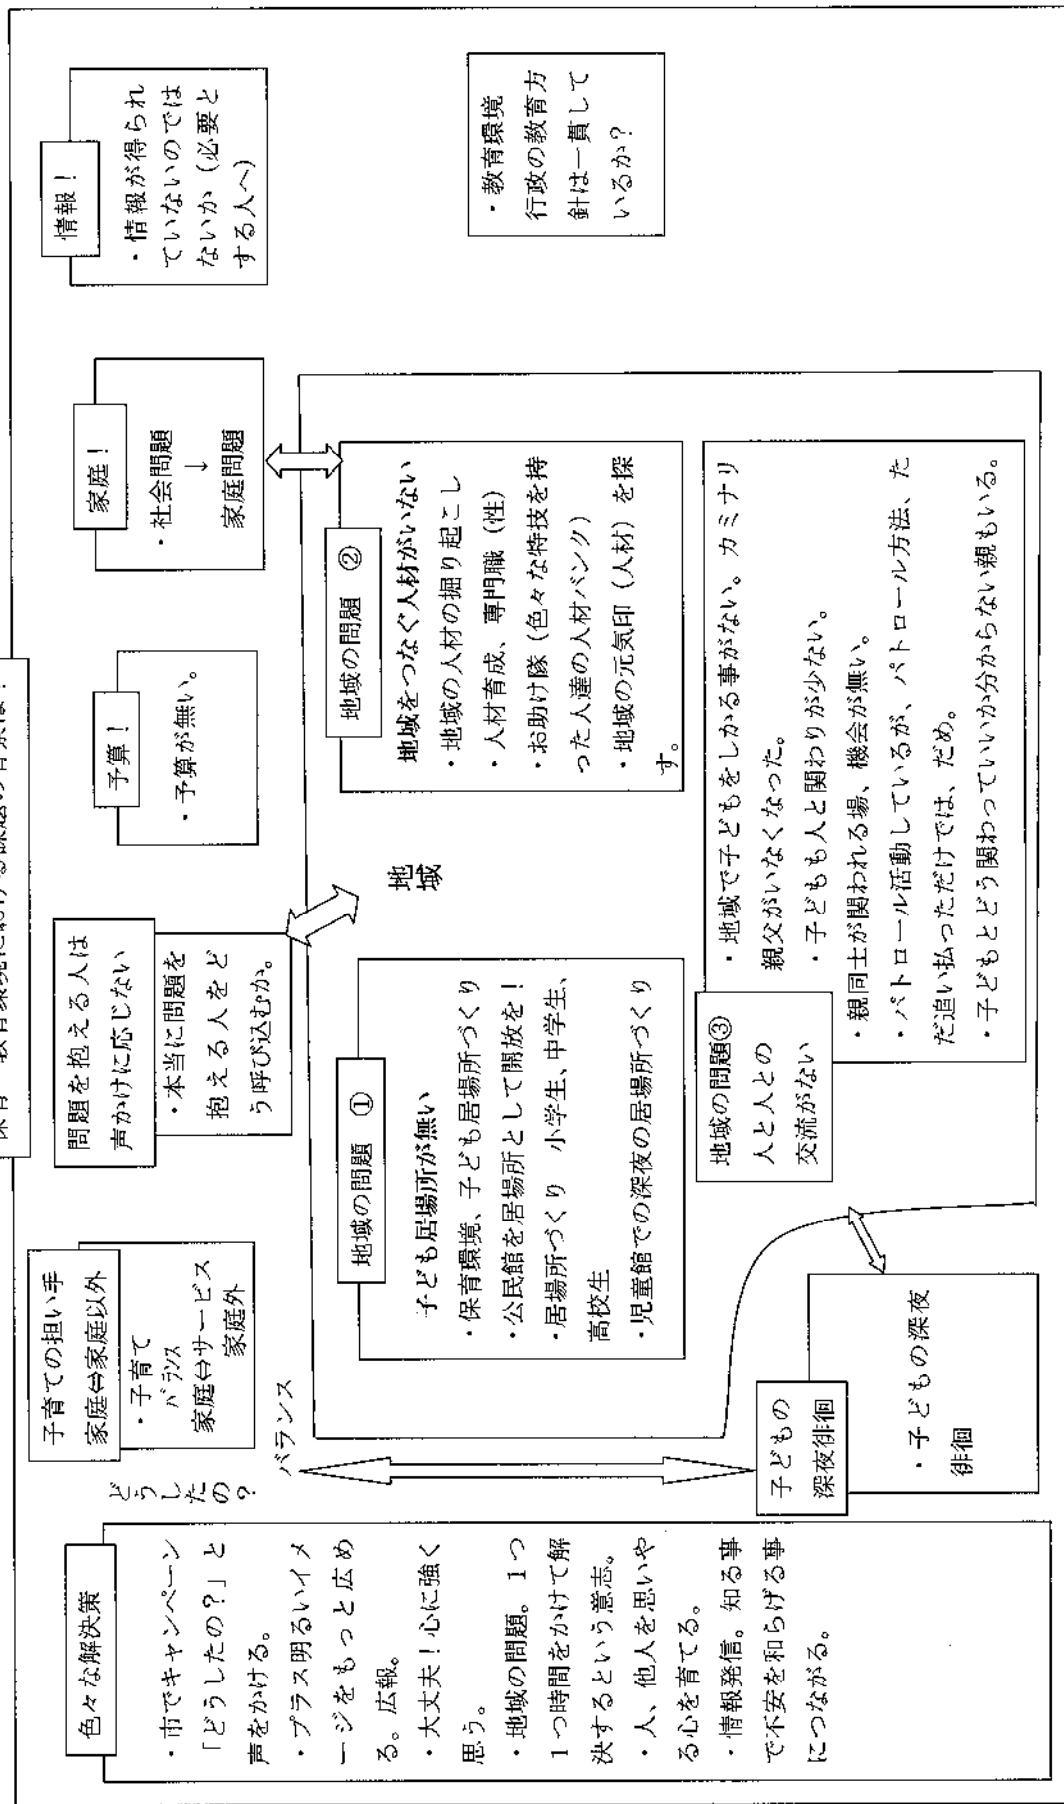 保育・教育環境における課題の背景は！
色々な解決策
・市でキャンペーン
「どうしたの？」と
声をかける。
・プラス明るいイメ
ージをもっと広め
る。広報。
・大丈夫！心に強く
思う。
・地域の問題。１つ
１つ時間をかけて解
決するという意志。
・人、他人を思いや
る心を育てる。
・情報発信。知る事
で不安を和らげる事
につながる。
どうしたの？
子育ての担い手
家庭⇔家庭以外
・子育て
バランス
家庭⇔サービス
家庭外
バランス
子どもの
深夜徘徊
・子どもの深夜
徘徊
問題を抱える人は
声かけに応じない
・本当に問題を
抱える人をど
う呼び込むか。
予算！
・予算が無い。
家庭！
・社会問題
↓
家庭問題
情報！
・情報が得られ
ていないのでは
ないか（必要と
する人へ）
地域
地域の問題　①
子ども居場所が無い
・保育環境、子ども居場所づくり
・公民館を居場所として開放を！
・居場所づくり　小学生、中学生、
高校生
・児童館での深夜の居場所づくり
地域の問題　②
地域をつなぐ人材がいない
・地域の人材の掘り起こし
・人材育成、専門職（性）
・お助け隊（色々な特技を持
った人達の人材バンク）
・地域の元気印（人材）を探
す。
地域の問題③
人と人との
交流がない
・地域で子どもをしかる事がない。カミナリ
親父がいなくなった。
・子どもも人と関わりが少ない。
・親同士が関われる場、機会が無い。
・パトロール活動しているが、パトロール方法、た
だ追い払っただけでは、だめ。
・子どもとどう関わっていいか分からない親もいる。
・教育環境
行政の教育方
針は一貫して
いるか？